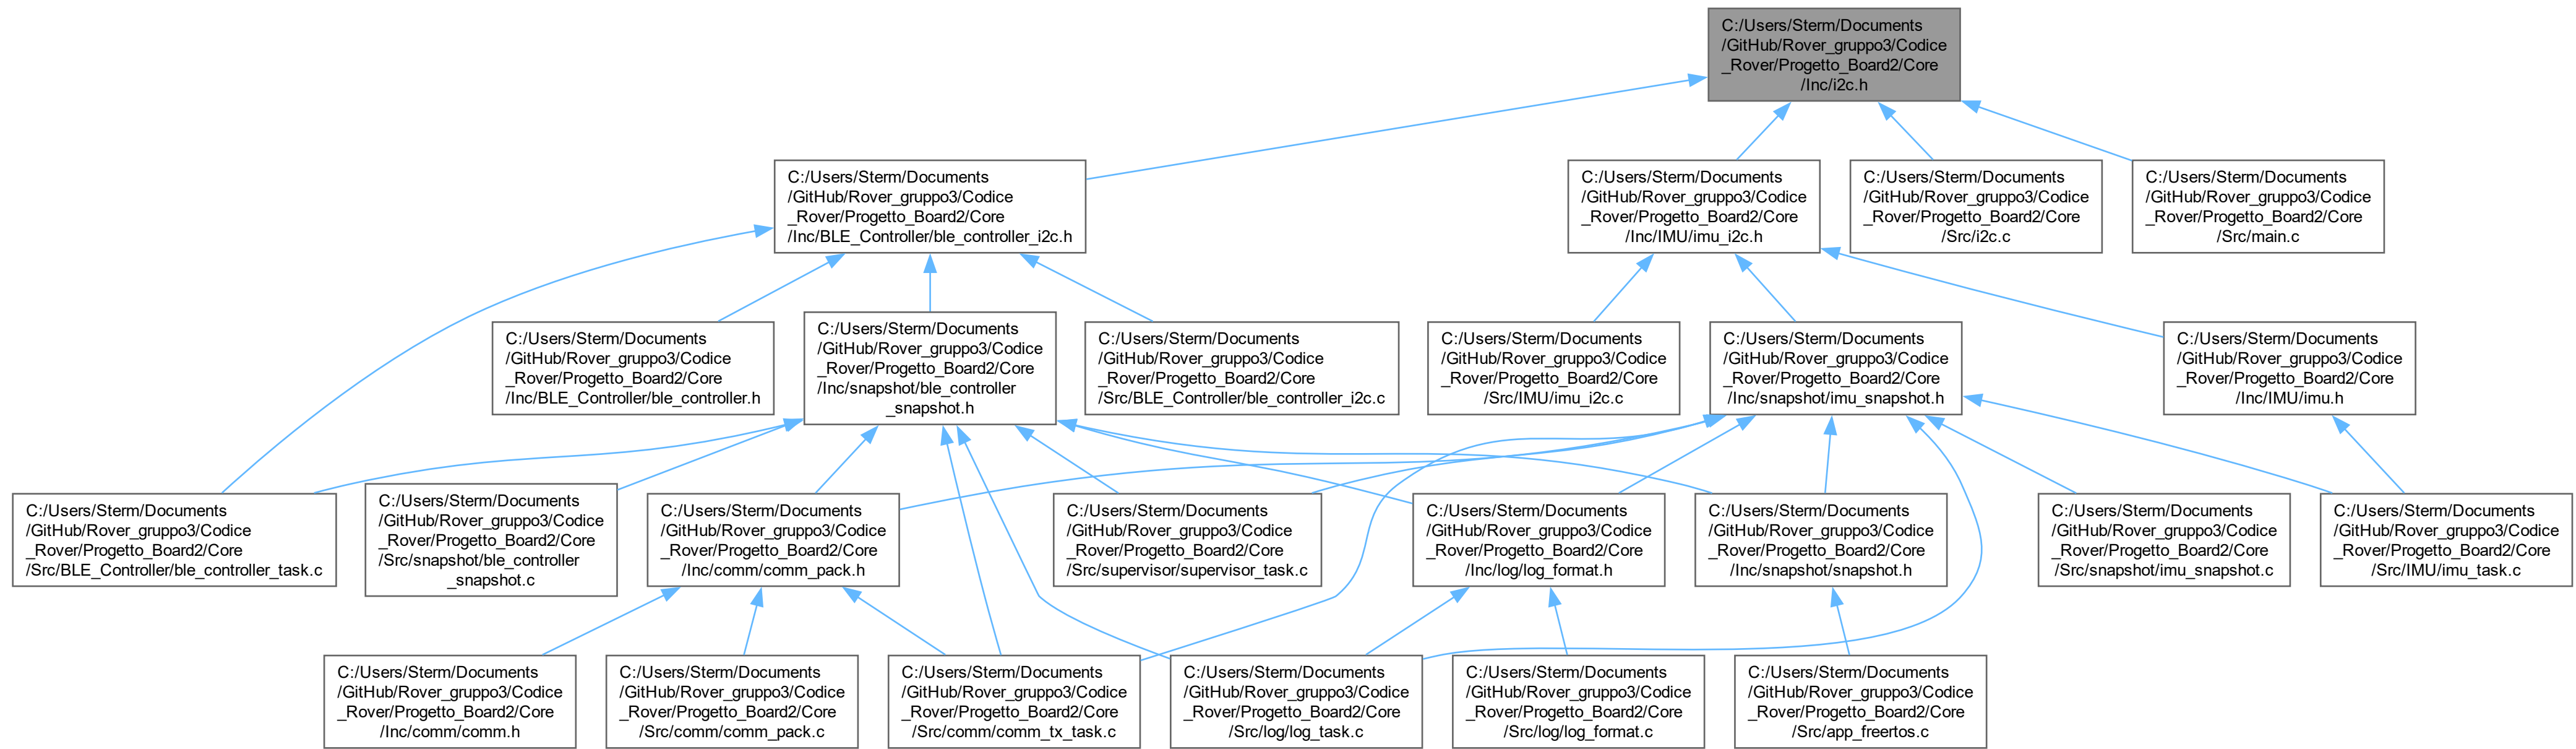 C:/Users/Sterm/Documents
/GitHub/Rover_gruppo3/Codice
_Rover/Progetto_Board2/Core
/Inc/i2c.h
C:/Users/Sterm/Documents
/GitHub/Rover_gruppo3/Codice
_Rover/Progetto_Board2/Core
/Inc/BLE_Controller/ble_controller_i2c.h
C:/Users/Sterm/Documents
/GitHub/Rover_gruppo3/Codice
_Rover/Progetto_Board2/Core
/Inc/IMU/imu_i2c.h
C:/Users/Sterm/Documents
/GitHub/Rover_gruppo3/Codice
_Rover/Progetto_Board2/Core
/Src/i2c.c
C:/Users/Sterm/Documents
/GitHub/Rover_gruppo3/Codice
_Rover/Progetto_Board2/Core
/Src/main.c
C:/Users/Sterm/Documents
/GitHub/Rover_gruppo3/Codice
_Rover/Progetto_Board2/Core
/Inc/BLE_Controller/ble_controller.h
C:/Users/Sterm/Documents
/GitHub/Rover_gruppo3/Codice
_Rover/Progetto_Board2/Core
/Inc/snapshot/ble_controller
_snapshot.h
C:/Users/Sterm/Documents
/GitHub/Rover_gruppo3/Codice
_Rover/Progetto_Board2/Core
/Src/BLE_Controller/ble_controller_i2c.c
C:/Users/Sterm/Documents
/GitHub/Rover_gruppo3/Codice
_Rover/Progetto_Board2/Core
/Src/IMU/imu_i2c.c
C:/Users/Sterm/Documents
/GitHub/Rover_gruppo3/Codice
_Rover/Progetto_Board2/Core
/Inc/snapshot/imu_snapshot.h
C:/Users/Sterm/Documents
/GitHub/Rover_gruppo3/Codice
_Rover/Progetto_Board2/Core
/Inc/IMU/imu.h
C:/Users/Sterm/Documents
/GitHub/Rover_gruppo3/Codice
_Rover/Progetto_Board2/Core
/Src/BLE_Controller/ble_controller_task.c
C:/Users/Sterm/Documents
/GitHub/Rover_gruppo3/Codice
_Rover/Progetto_Board2/Core
/Src/snapshot/ble_controller
_snapshot.c
C:/Users/Sterm/Documents
/GitHub/Rover_gruppo3/Codice
_Rover/Progetto_Board2/Core
/Inc/comm/comm_pack.h
C:/Users/Sterm/Documents
/GitHub/Rover_gruppo3/Codice
_Rover/Progetto_Board2/Core
/Src/supervisor/supervisor_task.c
C:/Users/Sterm/Documents
/GitHub/Rover_gruppo3/Codice
_Rover/Progetto_Board2/Core
/Inc/log/log_format.h
C:/Users/Sterm/Documents
/GitHub/Rover_gruppo3/Codice
_Rover/Progetto_Board2/Core
/Inc/snapshot/snapshot.h
C:/Users/Sterm/Documents
/GitHub/Rover_gruppo3/Codice
_Rover/Progetto_Board2/Core
/Src/snapshot/imu_snapshot.c
C:/Users/Sterm/Documents
/GitHub/Rover_gruppo3/Codice
_Rover/Progetto_Board2/Core
/Src/IMU/imu_task.c
C:/Users/Sterm/Documents
/GitHub/Rover_gruppo3/Codice
_Rover/Progetto_Board2/Core
/Inc/comm/comm.h
C:/Users/Sterm/Documents
/GitHub/Rover_gruppo3/Codice
_Rover/Progetto_Board2/Core
/Src/comm/comm_pack.c
C:/Users/Sterm/Documents
/GitHub/Rover_gruppo3/Codice
_Rover/Progetto_Board2/Core
/Src/comm/comm_tx_task.c
C:/Users/Sterm/Documents
/GitHub/Rover_gruppo3/Codice
_Rover/Progetto_Board2/Core
/Src/log/log_task.c
C:/Users/Sterm/Documents
/GitHub/Rover_gruppo3/Codice
_Rover/Progetto_Board2/Core
/Src/log/log_format.c
C:/Users/Sterm/Documents
/GitHub/Rover_gruppo3/Codice
_Rover/Progetto_Board2/Core
/Src/app_freertos.c